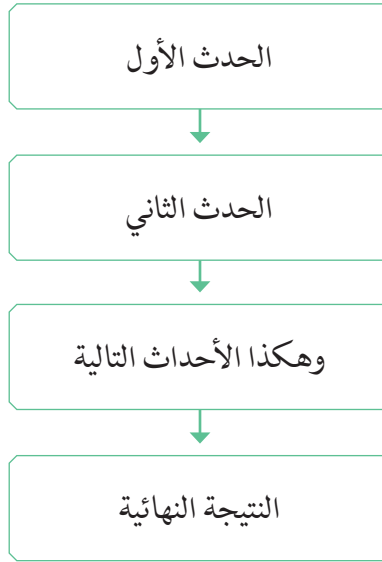 الحدث الأول
الحدث الثاني
وهكذا الأحداث التالية
النتيجة النهائية